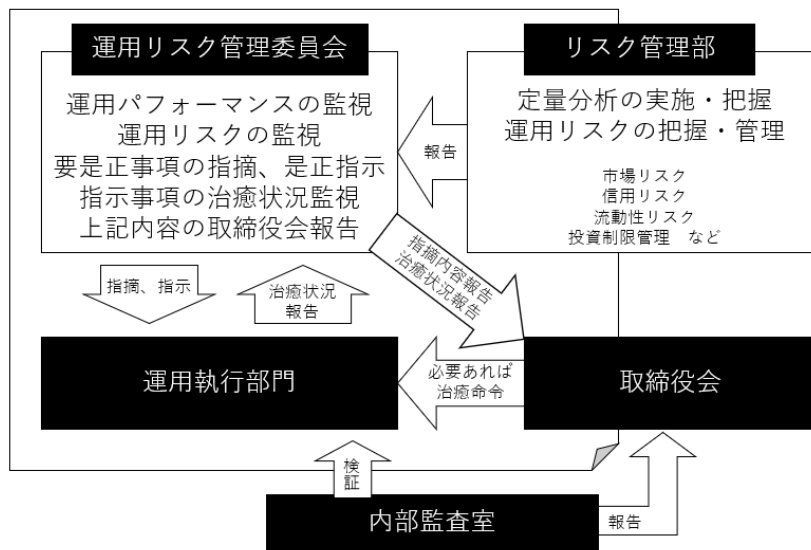 運用リスク管理委員会
運用パフォーマンスの監視
運用リスクの監視
要是正事項の指摘、是正指示
指示事項の治癒状況監視
上記内容の取締役会報告
リスク管理部
定量分析の実施・把握
運用リスクの把握・管理
市場リスク
信用リスク
流動性リスク
投資制限管理　など
報告
指摘内容報告
治癒状況報告
指摘、指示
治癒状況
報告
運用執行部門
必要あれば
治癒命令
取締役会
検証
内部監査室
報告